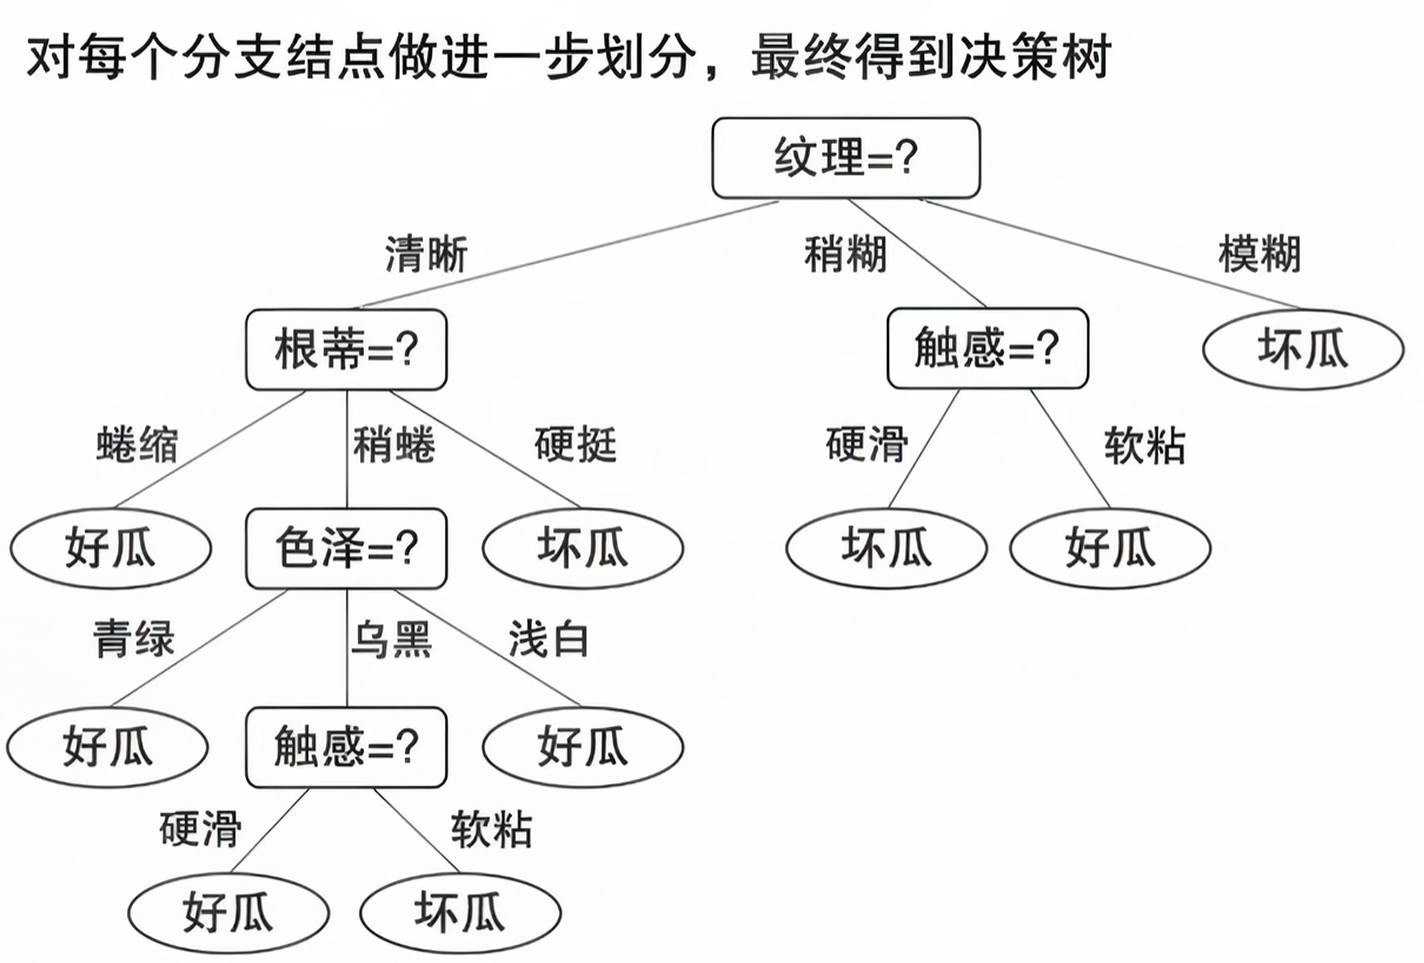 对每个分支结点做进一步划分，最终得到决策树
纹理=?
清晰
稍糊
模糊
根蒂=?
触感=?
坏瓜
蜷缩
稍蜷
硬挺
硬滑
软粘
好瓜
色泽=?
坏瓜
坏瓜
好瓜
青绿
乌黑
浅白
好瓜
触感=?
好瓜
硬滑
软粘
好瓜
坏瓜